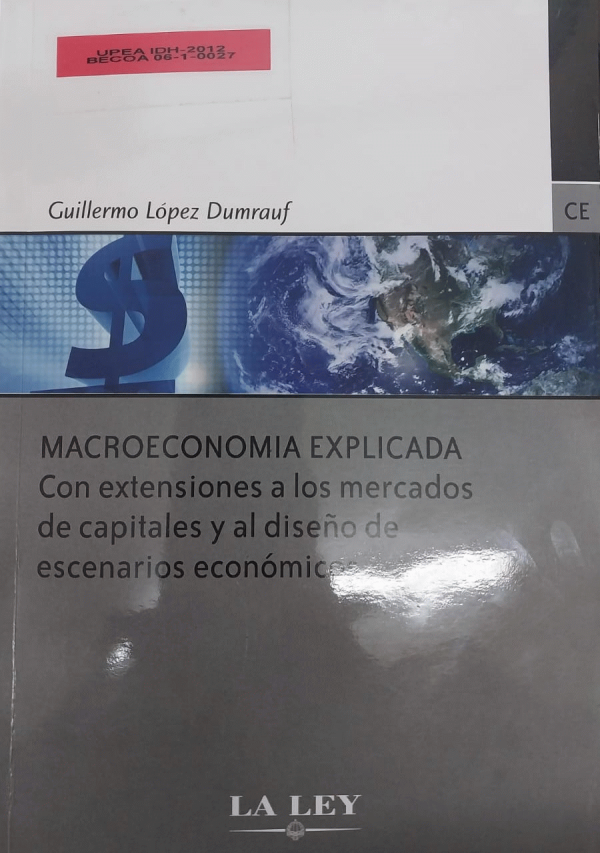 UPEA IDH-2012
BECOA 06-1-0027
Guillermo López Dumrauf
CE
MACROECONOMIA EXPLICADA
Con extensiones a los mercados
de capitales y al diseño de
escenarios económicos
LA LEY